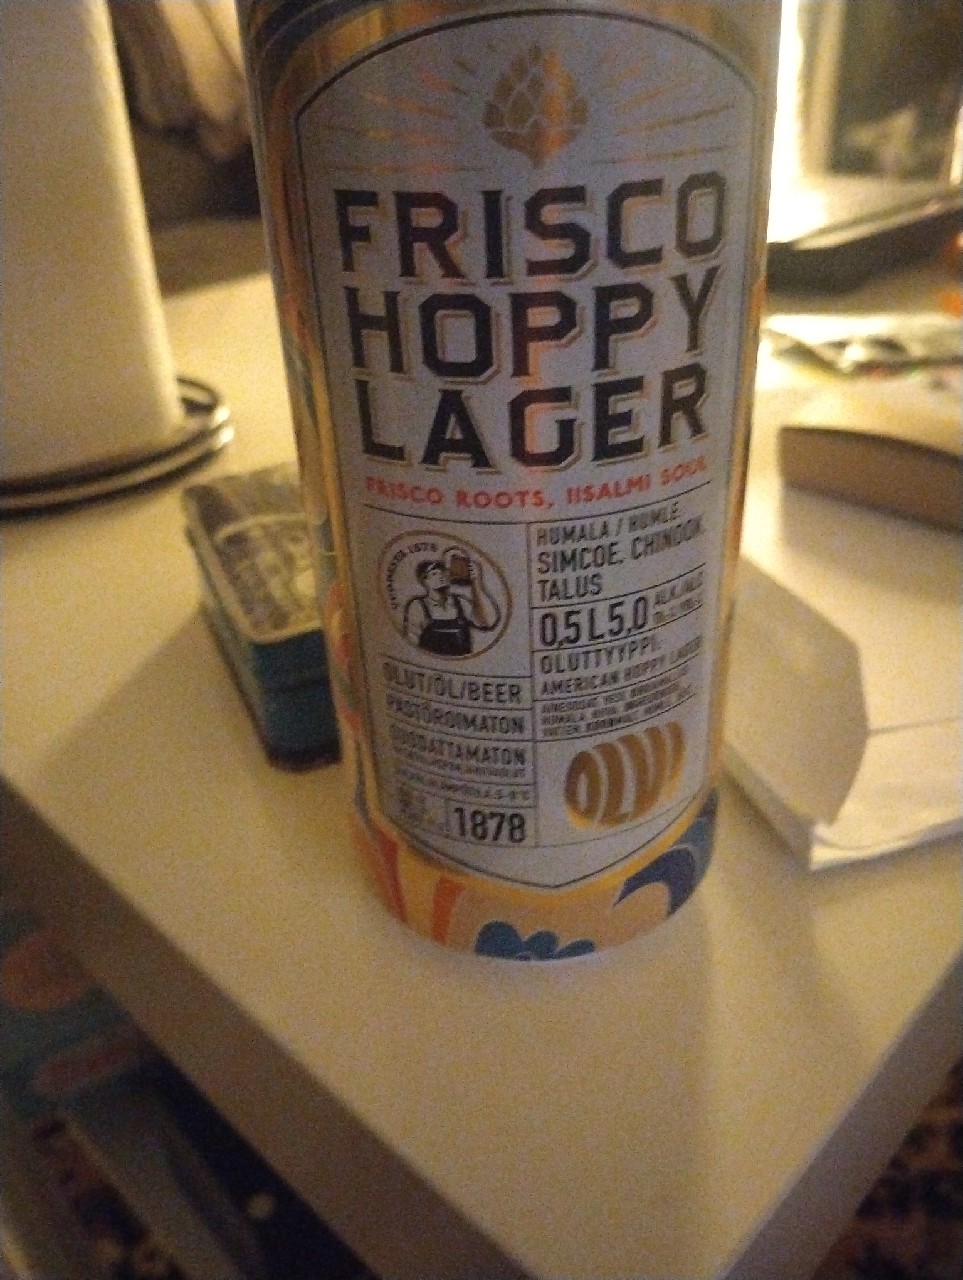 FRISCO
HOPPY
LAGER
FRISCO ROOTS, IISALMI SOUL
HUMALA / HUMLE
SIMCOE, CHINOOK,
TALUS
0,5 L 5,0
OLUTTYYPPI:
AMERICAN HOPPY LAGER
OLUT/ÖL/BEER
PASTÖROIMATON
SUODATTAMATON
1878
OLVI